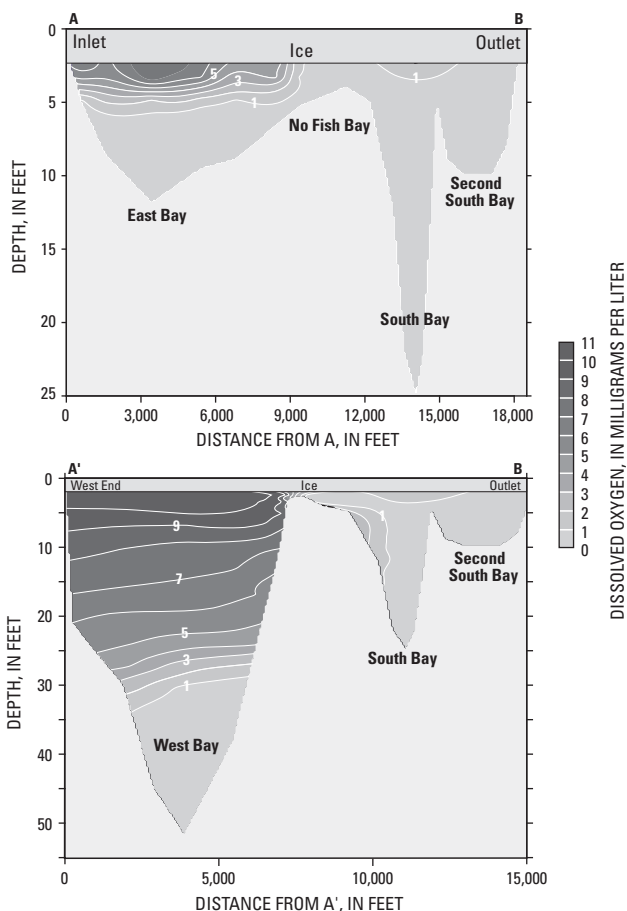 A B
Inlet Ice Outlet
0
5
10
15
20
25
DEPTH, IN FEET
5
3
1
1
No Fish Bay
East Bay
Second
South Bay
South Bay
0 3,000 6,000 9,000 12,000 15,000 18,000
DISTANCE FROM A, IN FEET
A' B
West End Ice Outlet
0
10
20
30
40
50
DEPTH, IN FEET
9
7
5
3
1
1
West Bay
South Bay
Second
South Bay
0 5,000 10,000 15,000
DISTANCE FROM A', IN FEET
11
10
9
8
7
6
5
4
3
2
1
0
DISSOLVED OXYGEN, IN MILLIGRAMS PER LITER